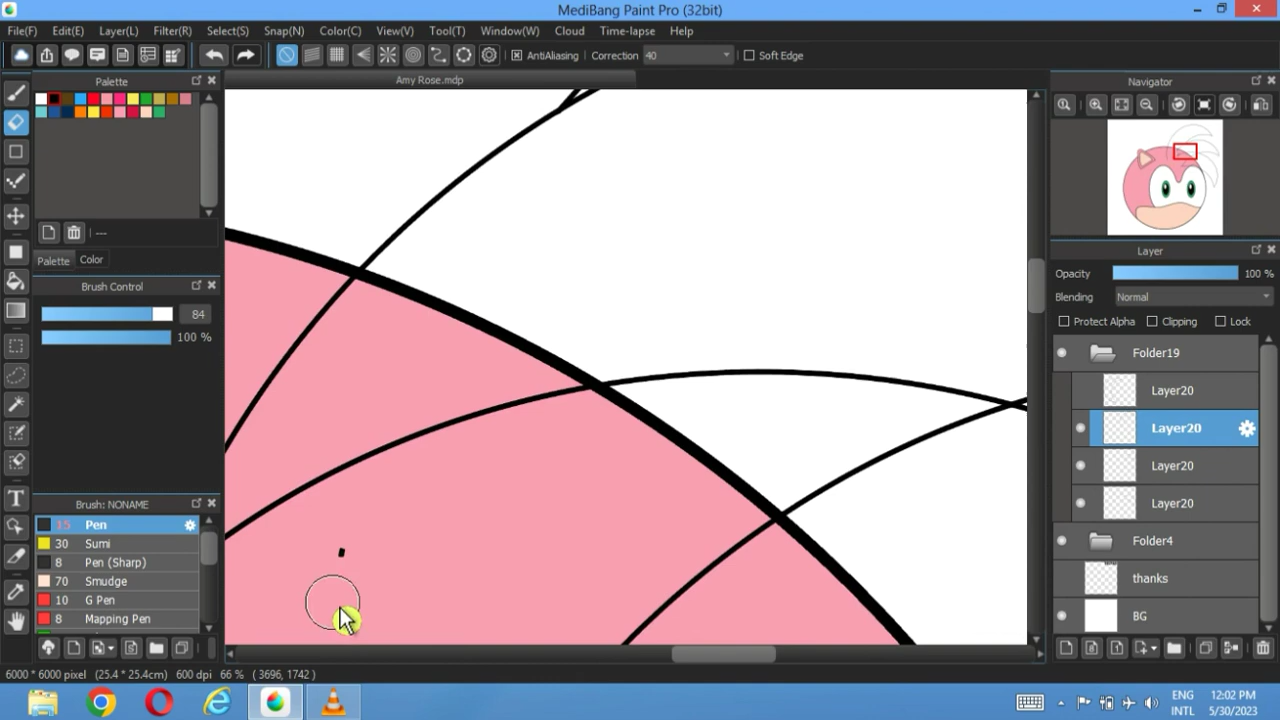 MediBang Paint Pro (32bit)
File(F) Edit(E) Layer(L) Filter(R) Select(S) Snap(N) Color(C) View(V) Tool(T) Window(W) Cloud Time-lapse Help
AntiAliasing Correction 40 Soft Edge
Palette
Amy Rose.mdp
Navigator
---
Palette Color
Brush Control
84
100 %
Layer
Opacity 100 %
Blending Normal
Protect Alpha Clipping Lock
Folder19
Layer20
Layer20
Layer20
Layer20
Folder4
thanks
BG
Brush: NONAME
15 Pen
30 Sumi
8 Pen (Sharp)
70 Smudge
10 G Pen
8 Mapping Pen
6000 * 6000 pixel (25.4 * 25.4cm) 600 dpi 66 % ( 3696, 1742 )
ENG
INTL
12:02 PM
5/30/2023